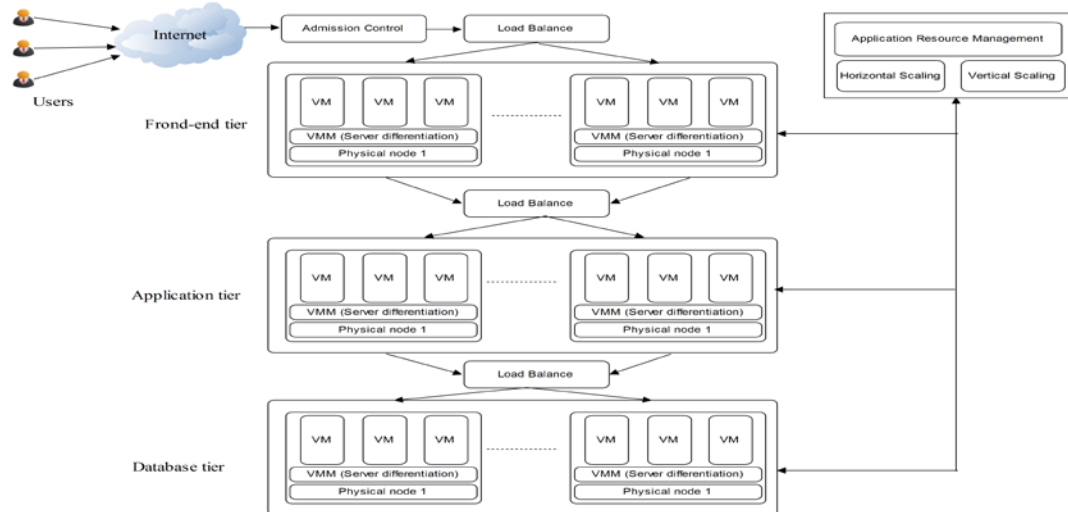 Internet
Admission Control
Load Balance
Application Resource Management
Horizontal Scaling
Vertical Scaling
Users
Frond-end tier
VM VM VM
VM VM VM
VMM (Server differentiation)
VMM (Server differentiation)
Physical node 1
Physical node 1
Load Balance
Application tier
VM VM VM
VM VM VM
VMM (Server differentiation)
VMM (Server differentiation)
Physical node 1
Physical node 1
Load Balance
Database tier
VM VM VM
VM VM VM
VMM (Server differentiation)
VMM (Server differentiation)
Physical node 1
Physical node 1